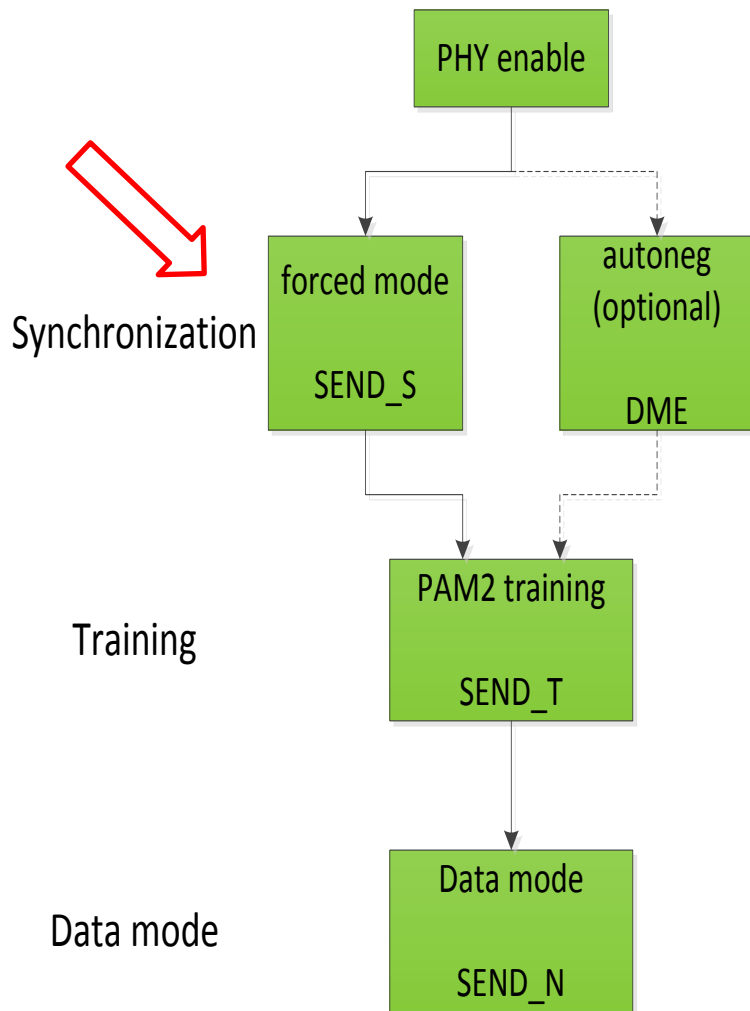 PHY enable
Synchronization
forced mode
SEND_S
autoneg
(optional)
DME
Training
PAM2 training
SEND_T
Data mode
Data mode
SEND_N